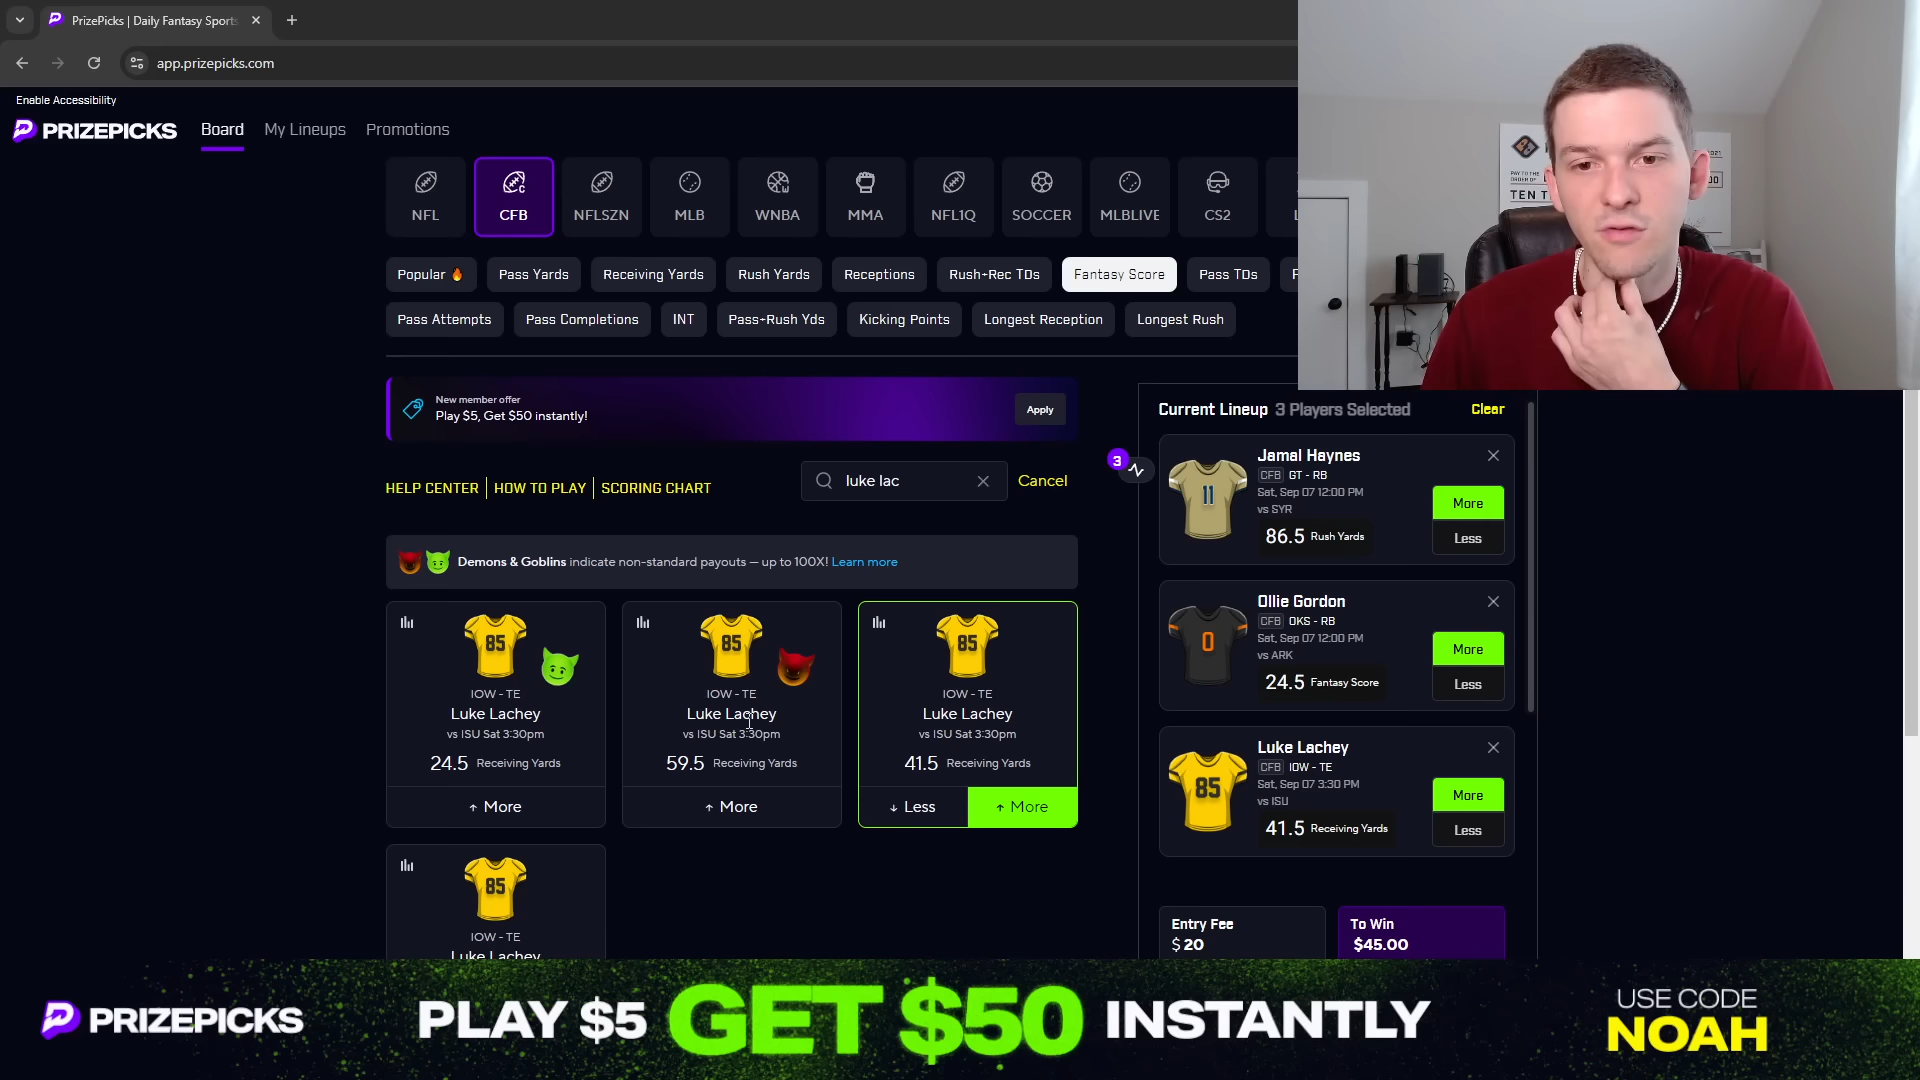 PrizePicks | Daily Fantasy Sports
app.prizepicks.com
Enable Accessibility
PRIZEPICKS
Board
My Lineups
Promotions
NFL
CFB
NFLSZN
MLB
WNBA
MMA
NFL1Q
SOCCER
MLBLIVE
CS2
Popular 🔥
Pass Yards
Receiving Yards
Rush Yards
Receptions
Rush+Rec TDs
Fantasy Score
Pass TDs
Pass Attempts
Pass Completions
INT
Pass+Rush Yds
Kicking Points
Longest Reception
Longest Rush
New member offer
Play $5, Get $50 instantly!
Apply
HELP CENTER
HOW TO PLAY
SCORING CHART
luke lac
Cancel
Demons & Goblins indicate non-standard payouts — up to 100X! Learn more
85
IOW - TE
Luke Lachey
vs ISU Sat 3:30pm
24.5 Receiving Yards
↑ More
85
IOW - TE
Luke Lachey
vs ISU Sat 3:30pm
59.5 Receiving Yards
↑ More
85
IOW - TE
Luke Lachey
vs ISU Sat 3:30pm
41.5 Receiving Yards
↓ Less
↑ More
85
IOW - TE
Luke Lachey
3
Current Lineup 3 Players Selected
Clear
11
Jamal Haynes
CFB GT - RB
Sat, Sep 07 12:00 PM
vs SYR
86.5 Rush Yards
More
Less
0
Ollie Gordon
CFB OKS - RB
Sat, Sep 07 12:00 PM
vs ARK
24.5 Fantasy Score
More
Less
85
Luke Lachey
CFB IOW - TE
Sat, Sep 07 3:30 PM
vs ISU
41.5 Receiving Yards
More
Less
Entry Fee
$ 20
To Win
$45.00
PAY TO THE
ORDER OF
TEN T
PRIZEPICKS
PLAY $5 GET $50 INSTANTLY
USE CODE
NOAH